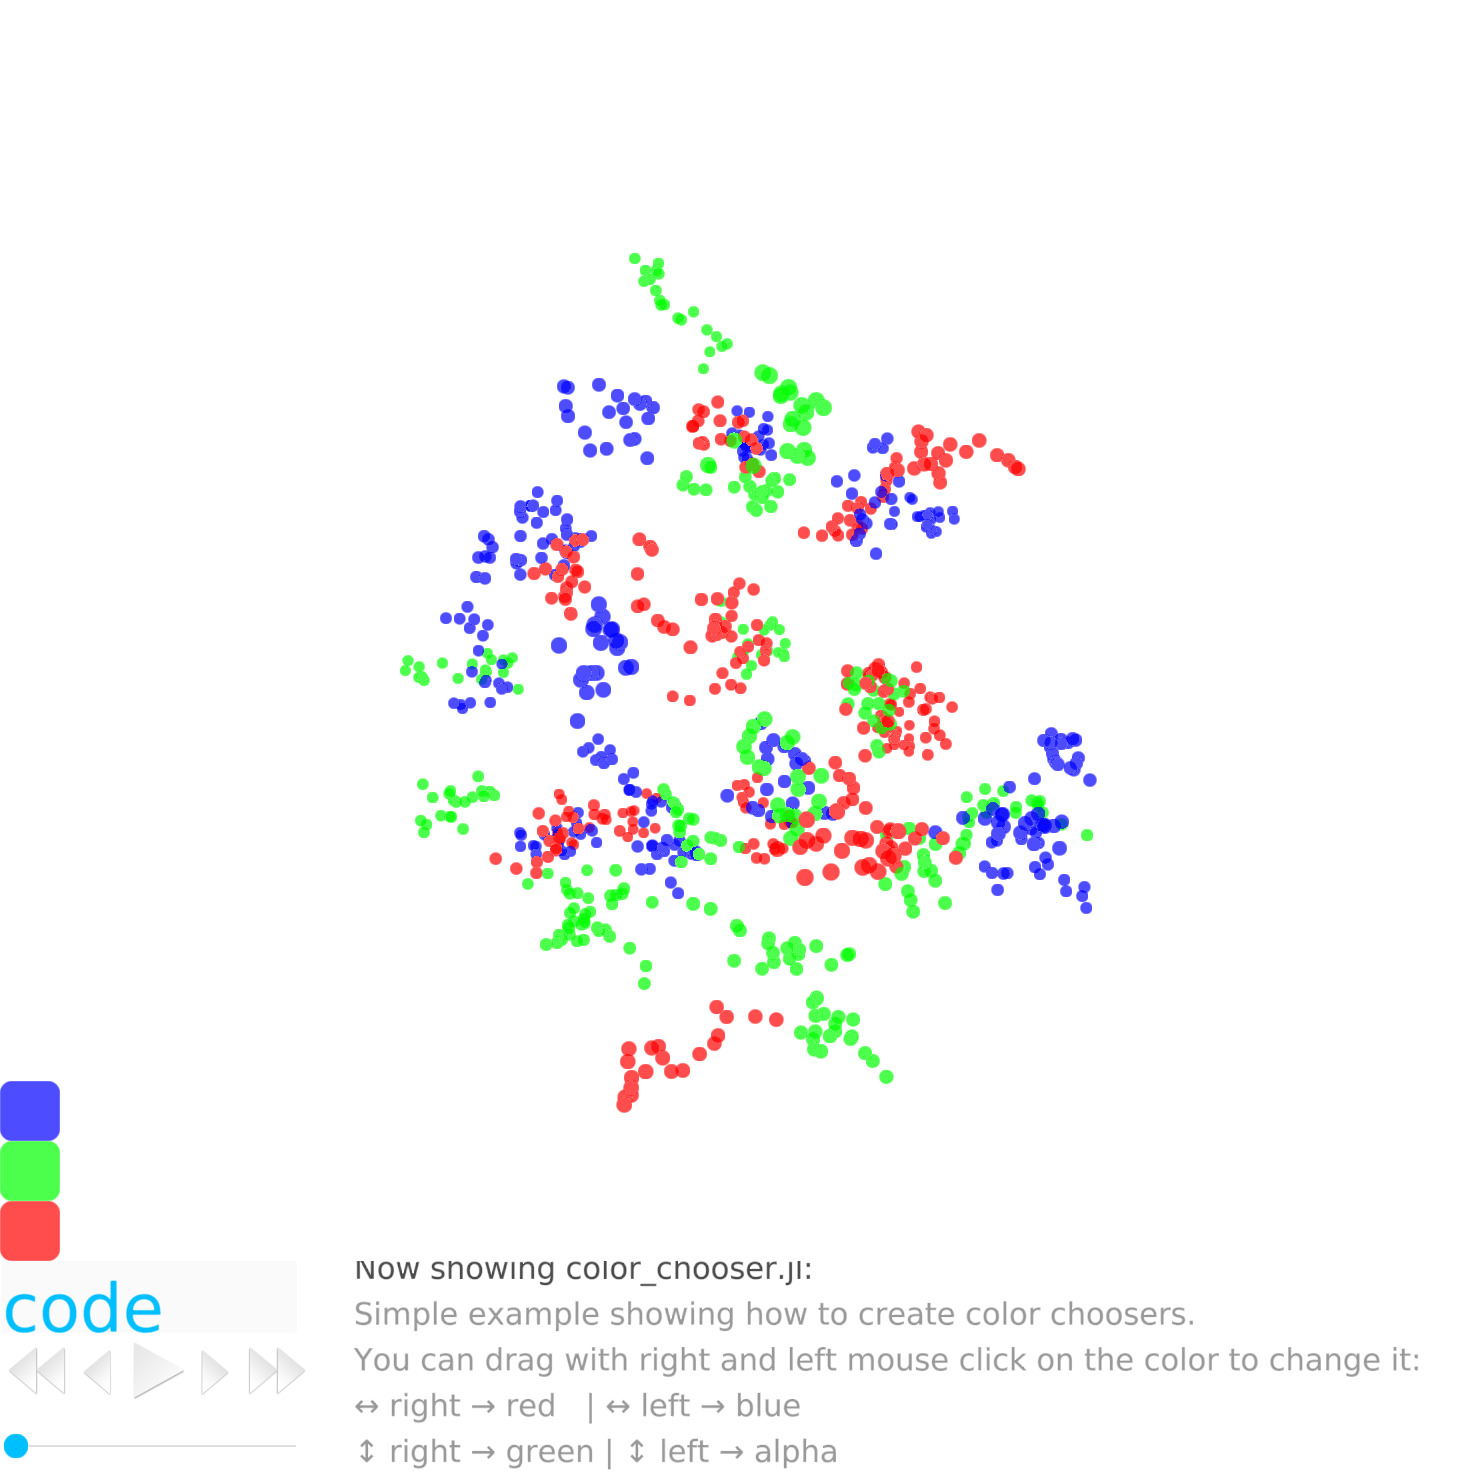 Now showing color_chooser.jl:
code
Simple example showing how to create color choosers.
You can drag with right and left mouse click on the color to change it:
↔ right → red | ↔ left → blue
↕ right → green | ↕ left → alpha